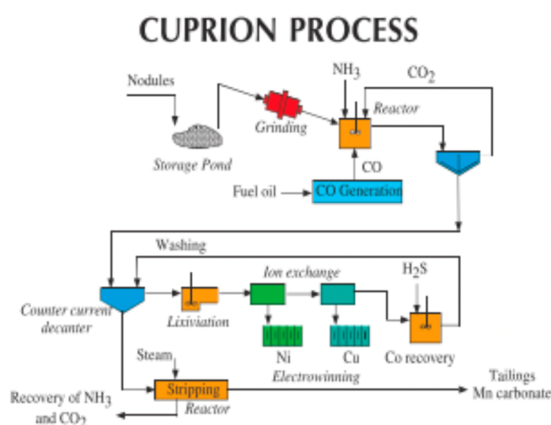 CUPRION PROCESS
Nodules
NH3
CO2
Reactor
Grinding
Storage Pond
CO
Fuel oil
CO Generation
Washing
Ion exchange
H2S
Counter current
decanter
Lixiviation
Ni
Cu
Co recovery
Electrowinning
Steam
Stripping
Reactor
Recovery of NH3
and CO2
Tailings
Mn carbonate